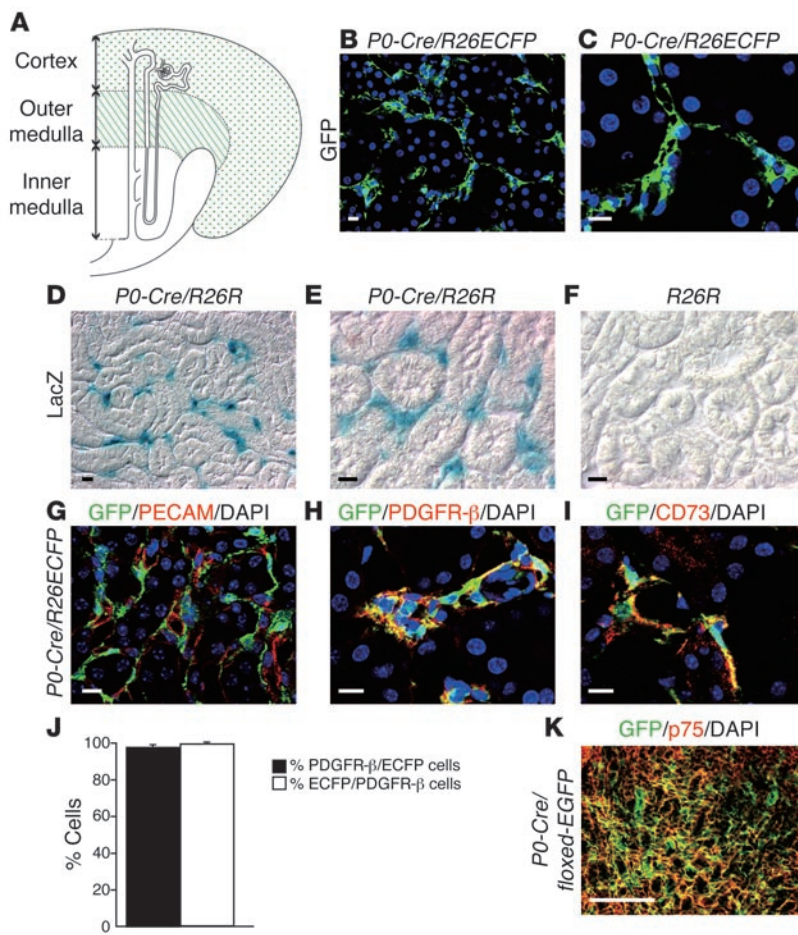 A
Cortex
Outer
medulla
Inner
medulla
B P0-Cre/R26ECFP
C P0-Cre/R26ECFP
GFP
D P0-Cre/R26R
E P0-Cre/R26R
F R26R
LacZ
G GFP/PECAM/DAPI
H GFP/PDGFR-β/DAPI
I GFP/CD73/DAPI
P0-Cre/R26ECFP
J
100
80
60
40
20
0
% Cells
% PDGFR-β/ECFP cells
% ECFP/PDGFR-β cells
K GFP/p75/DAPI
P0-Cre/
floxed-EGFP